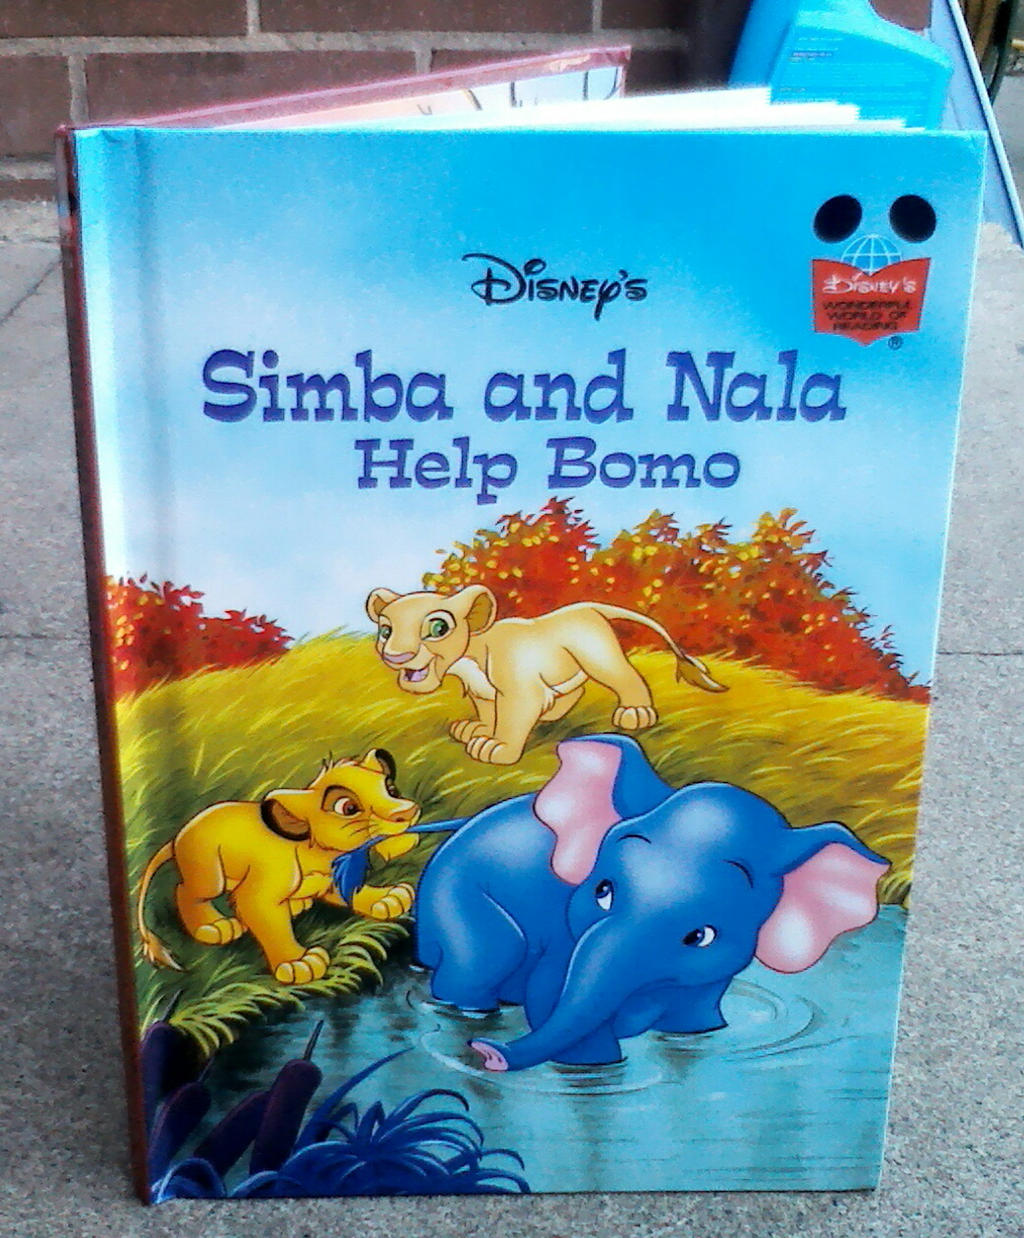 Disney's
Simba and Nala
Help Bomo
Disney's
WONDERFUL
WORLD OF
READING
®